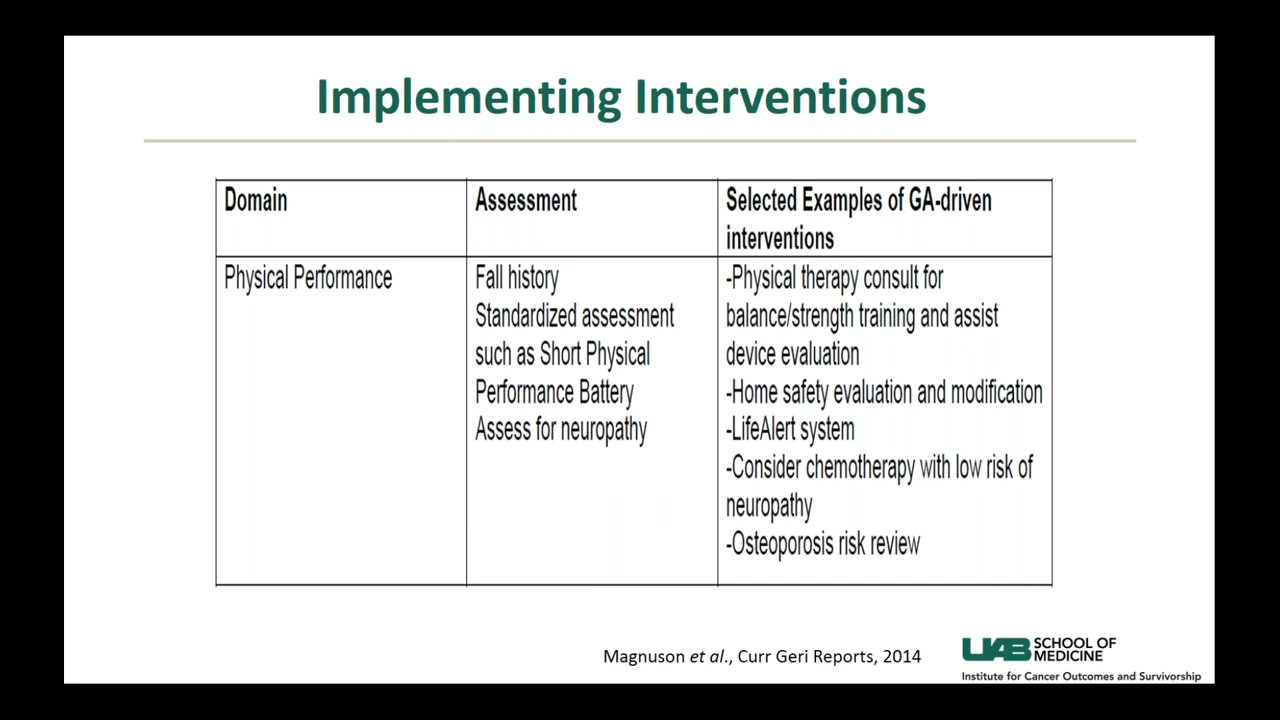 Implementing Interventions
Domain
Assessment
Selected Examples of GA-driven
interventions
Physical Performance
Fall history
Standardized assessment
such as Short Physical
Performance Battery
Assess for neuropathy
-Physical therapy consult for
balance/strength training and assist
device evaluation
-Home safety evaluation and modification
-LifeAlert system
-Consider chemotherapy with low risk of
neuropathy
-Osteoporosis risk review
Magnuson et al., Curr Geri Reports, 2014
UAB SCHOOL OF
MEDICINE
Institute for Cancer Outcomes and Survivorship